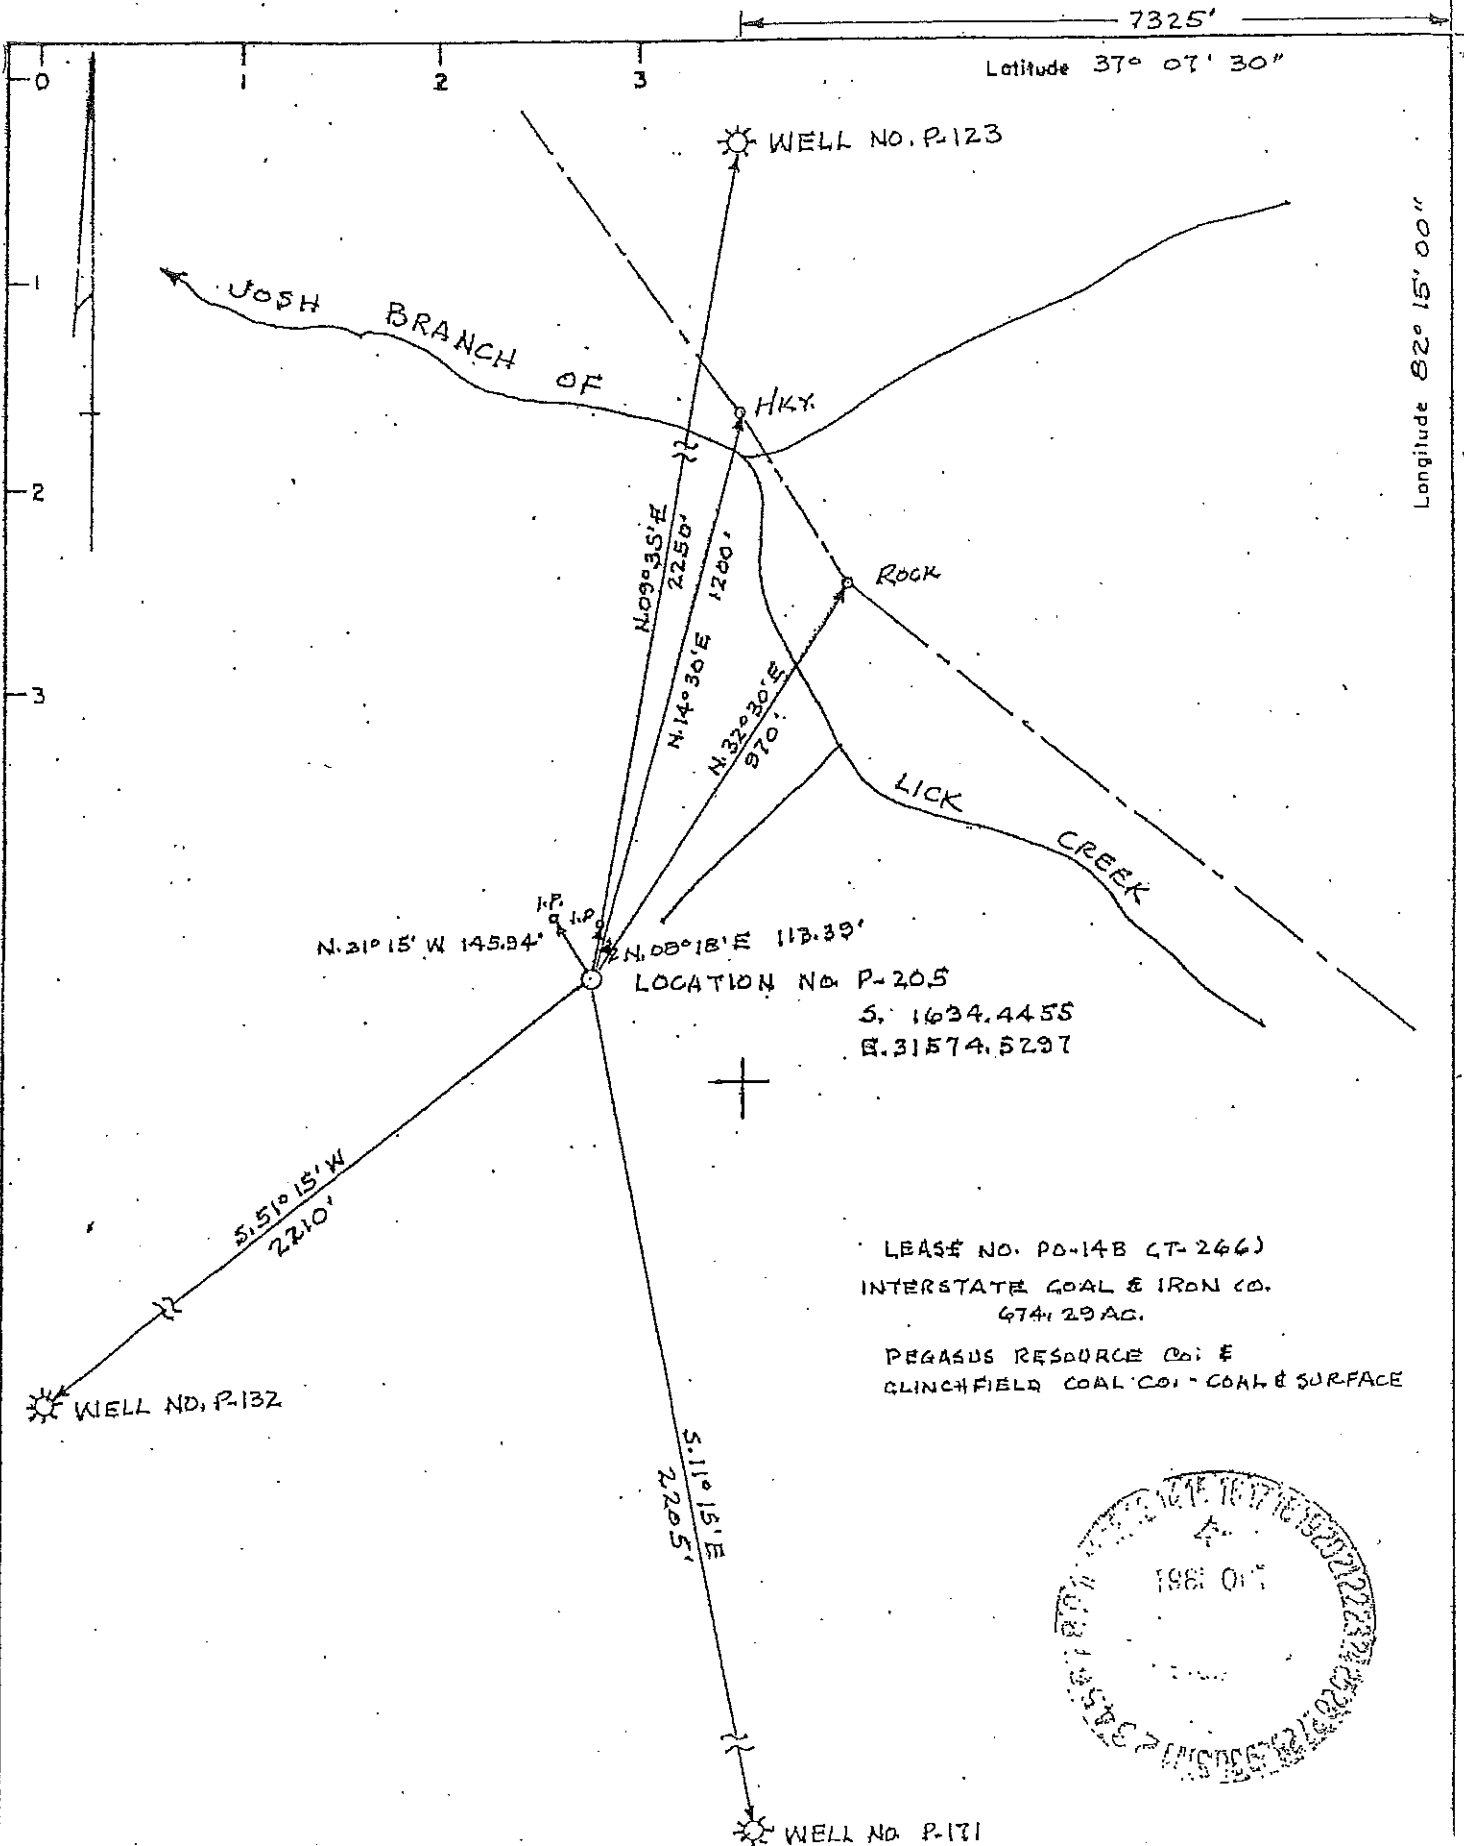 7325'
Latitude 37° 07' 30"
0
1
2
3
WELL NO. P-123
Longitude 82° 15' 00"
1
JOSH BRANCH OF
HKY.
2
N.09°35'E
2250'
N.14°30'E 1200'
ROCK
3
N.32°30'E
970'
LICK CREEK
I.P.
I.P.
N.31°15' W 145.94'
N.08°18'E 113.39'
LOCATION No. P-205
S. 1634.4455
E.31574.5297
S.51°15'W
2210'
LEASE NO. PD-14B (T-266)
INTERSTATE COAL & IRON CO.
674.29 AC.
PEGASUS RESOURCE CO. &
CLINCHFIELD COAL CO. - COAL & SURFACE
WELL NO. P-132
S.11°15'E
2205'
1981
WELL No. P-171